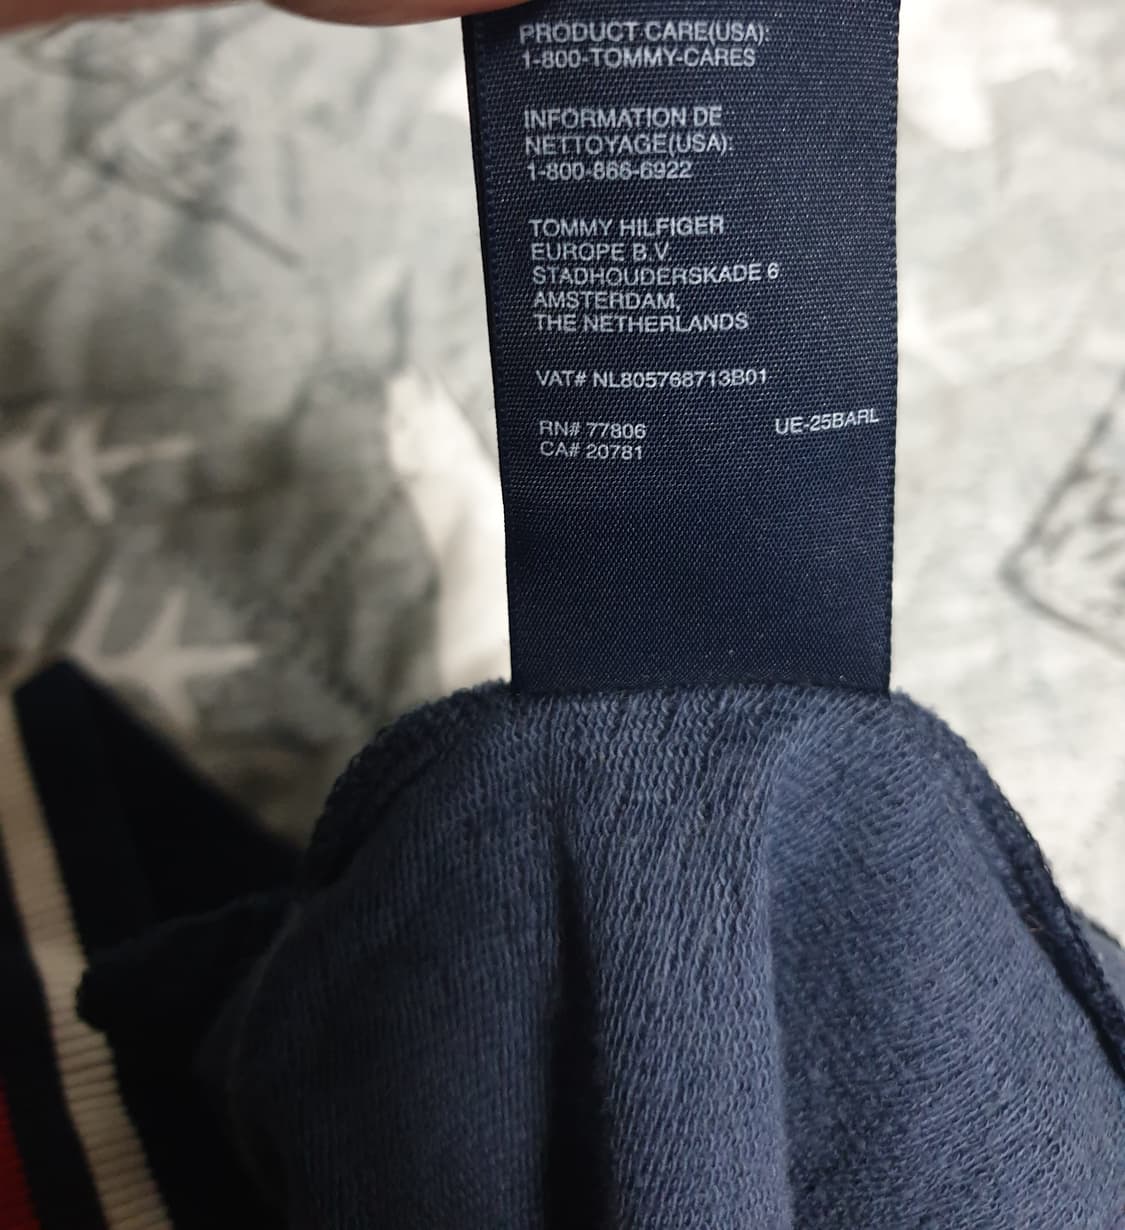 PRODUCT CARE(USA):
1-800-TOMMY-CARES
INFORMATION DE
NETTOYAGE(USA):
1-800-866-6922
TOMMY HILFIGER
EUROPE B.V
STADHOUDERSKADE 6
AMSTERDAM,
THE NETHERLANDS
VAT# NL805768713B01
RN# 77806 UE-25BARL
CA# 20781